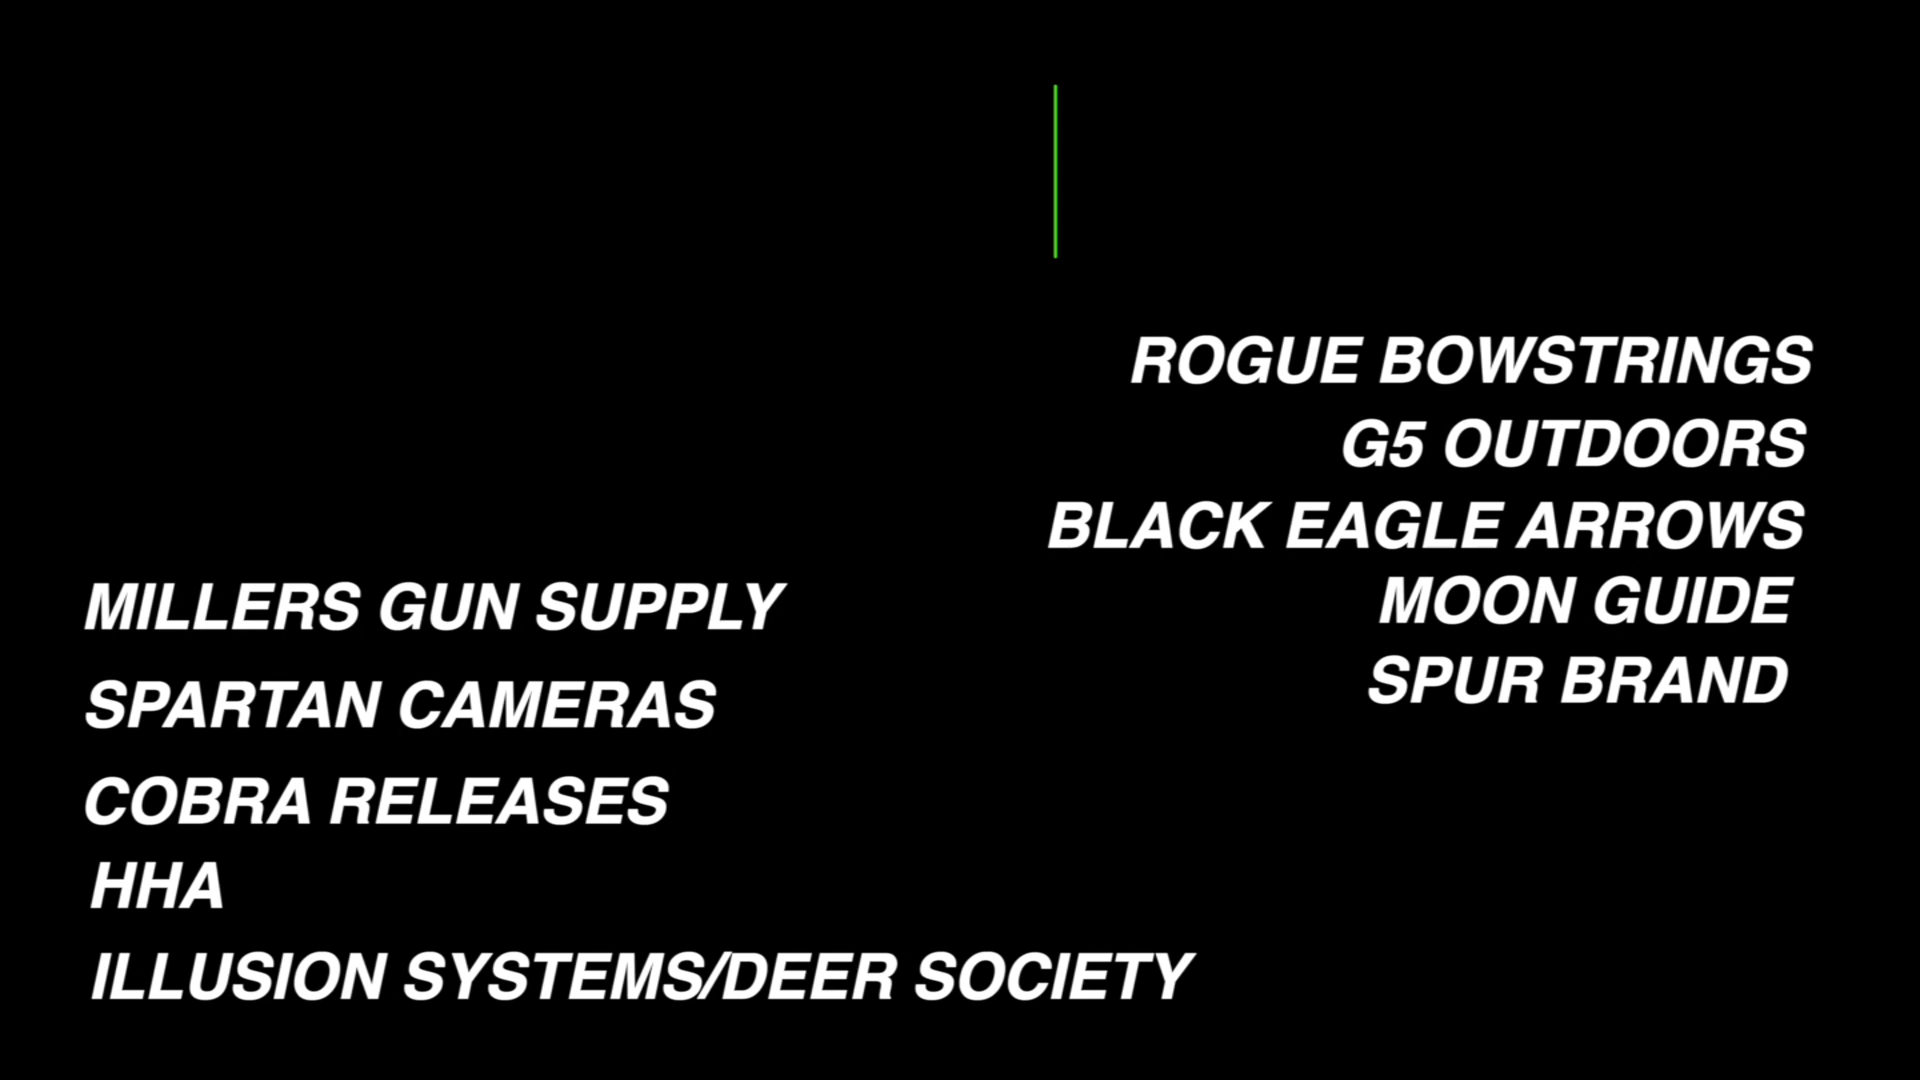 ROGUE BOWSTRINGS
G5 OUTDOORS
BLACK EAGLE ARROWS
MOON GUIDE
SPUR BRAND
MILLERS GUN SUPPLY
SPARTAN CAMERAS
COBRA RELEASES
HHA
ILLUSION SYSTEMS/DEER SOCIETY